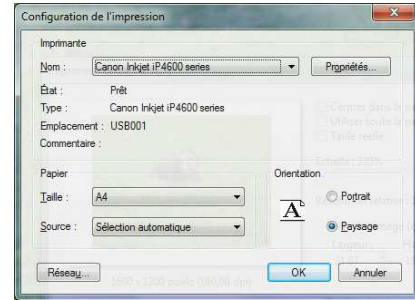 Configuration de l'impression
Imprimante
Nom : Canon Inkjet iP4600 series Propriétés...
État : Prêt
Type : Canon Inkjet iP4600 series
Emplacement : USB001
Commentaire :
Papier
Taille : A4
Source : Sélection automatique
Orientation
A
Portrait
Paysage
Réseau... OK Annuler